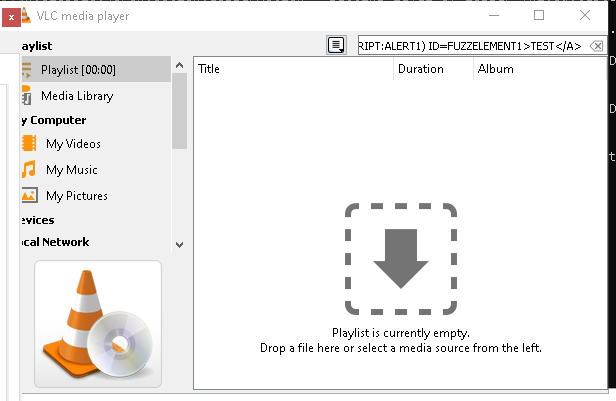 x
VLC media player
aylist
RIPT:ALERT1) ID=FUZZELEMENT1>TEST</A>
Playlist [00:00]
Title Duration Album
Media Library
y Computer
My Videos
My Music
My Pictures
evices
ocal Network
Playlist is currently empty.
Drop a file here or select a media source from the left.
.
D
D
t